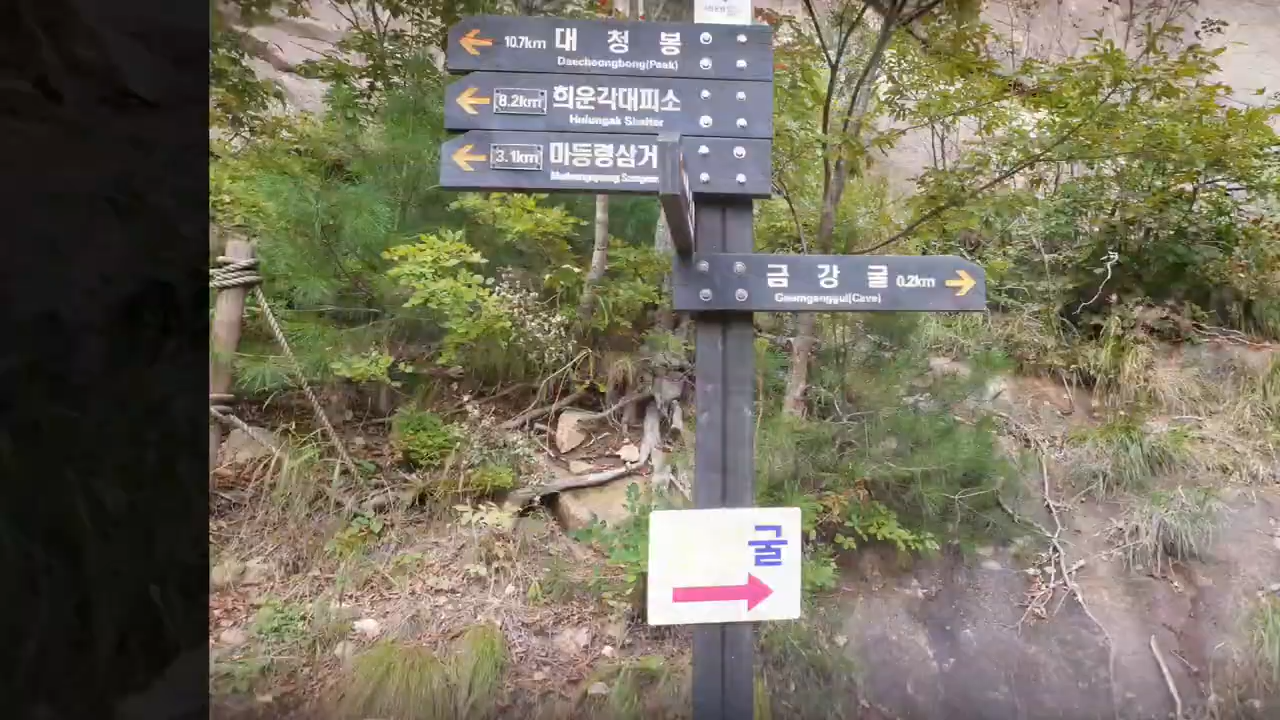 10.7km 대 청 봉
Daecheongbong(Peak)
8.2km 희운각대피소
Huiungak Shelter
3.1km 마등령삼거
금 강 굴 0.2km
Geumganggul(Cave)
굴